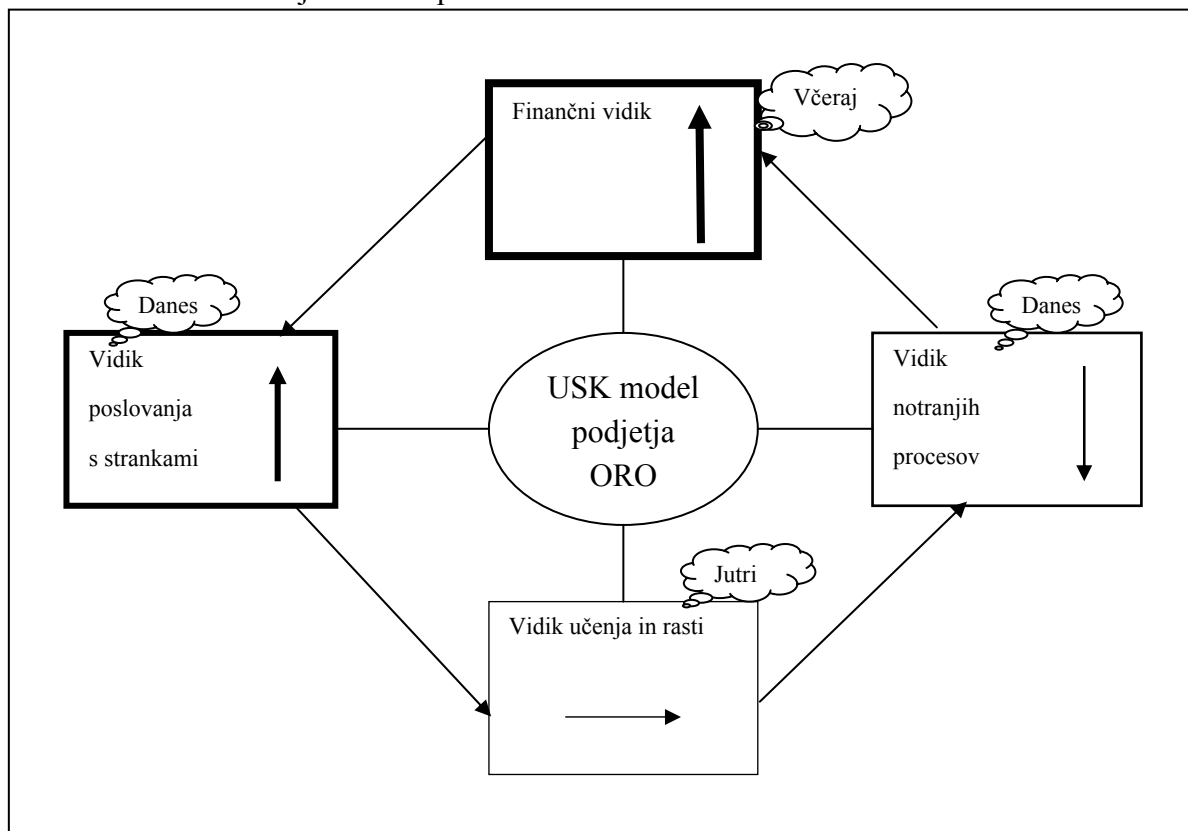 Finančni vidik
Včeraj
Danes
Vidik
poslovanja
s strankami
USK model
podjetja
ORO
Danes
Vidik
notranjih
procesov
Jutri
Vidik učenja in rasti